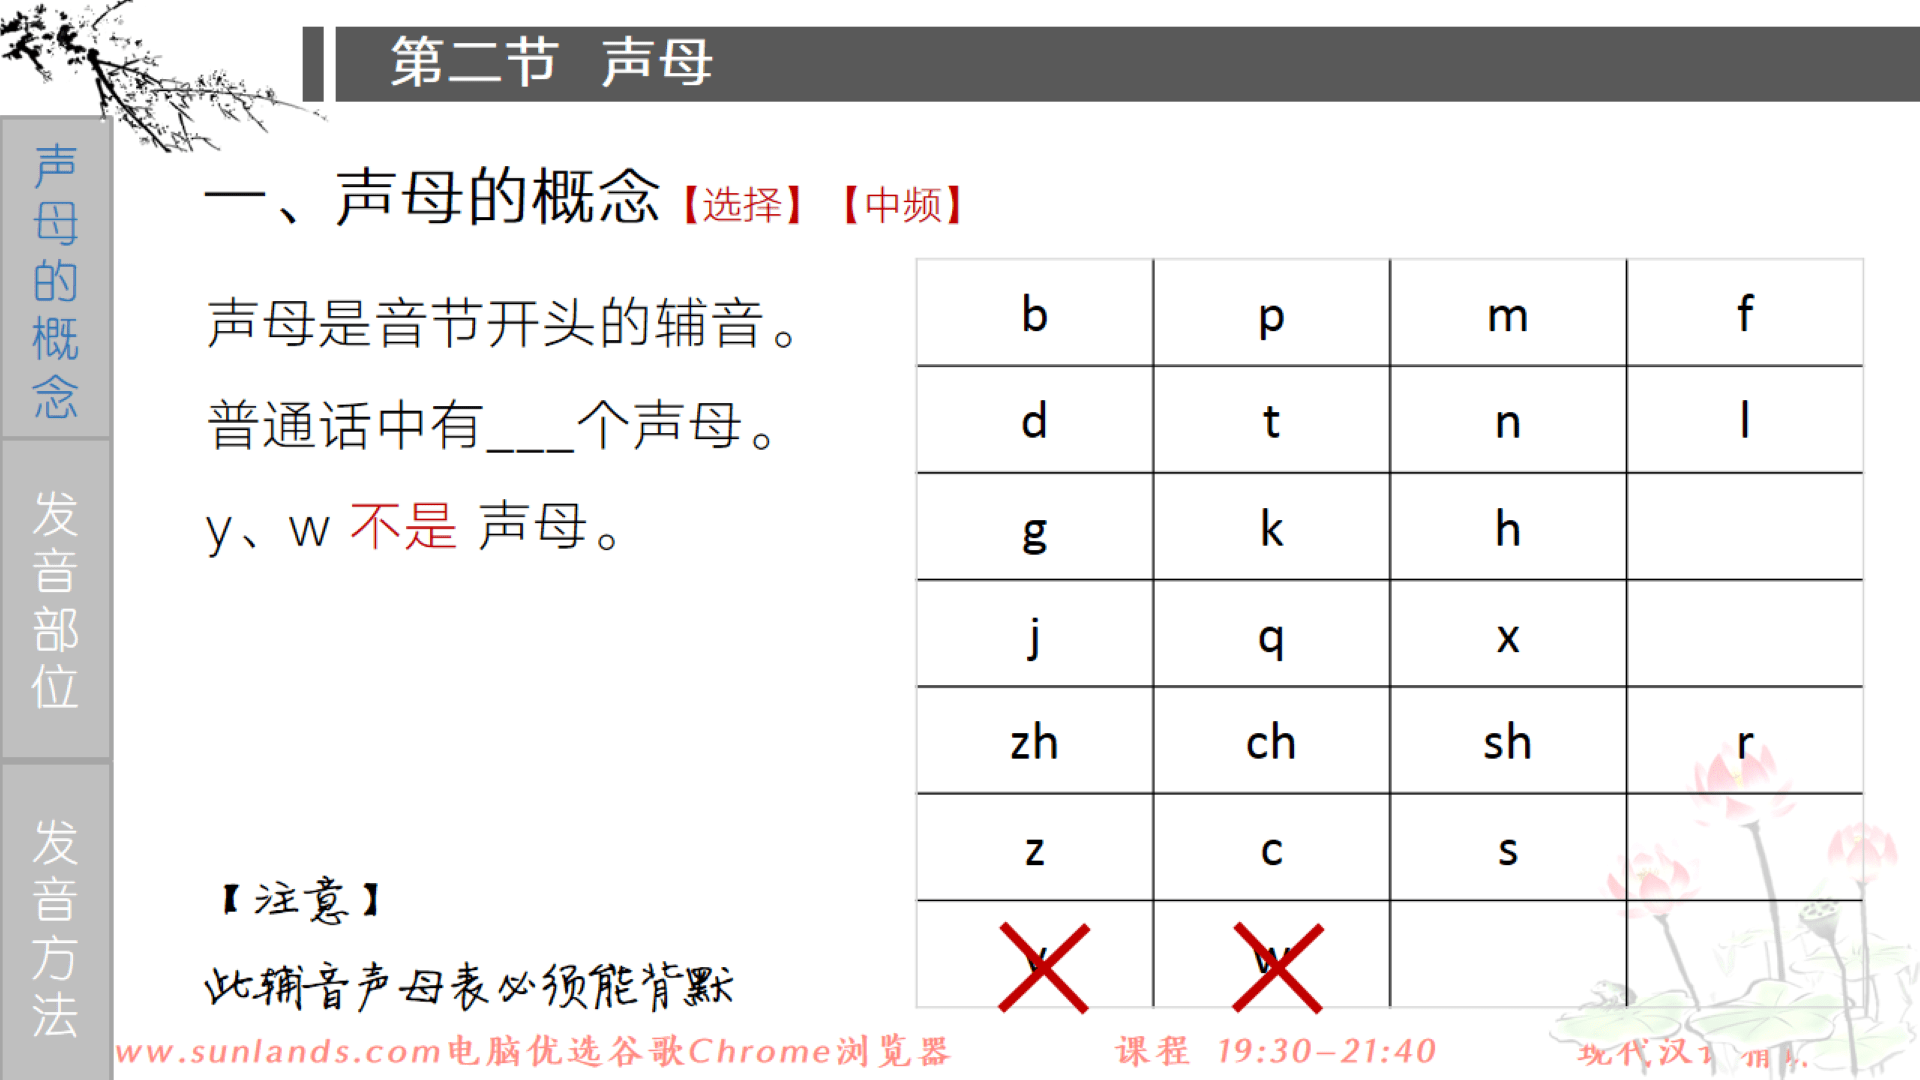 第二节 声母
声母的概念
发音部位
发音方法
一、声母的概念【选择】【中频】
声母是音节开头的辅音。
普通话中有___个声母。
y、w 不是 声母。
【注意】
此辅音声母表必须能背默
b p m f
d t n l
g k h
j q x
zh ch sh r
z c s
y w
ww.sunlands.com电脑优选谷歌Chrome浏览器 课程 19:30-21:40 现代汉